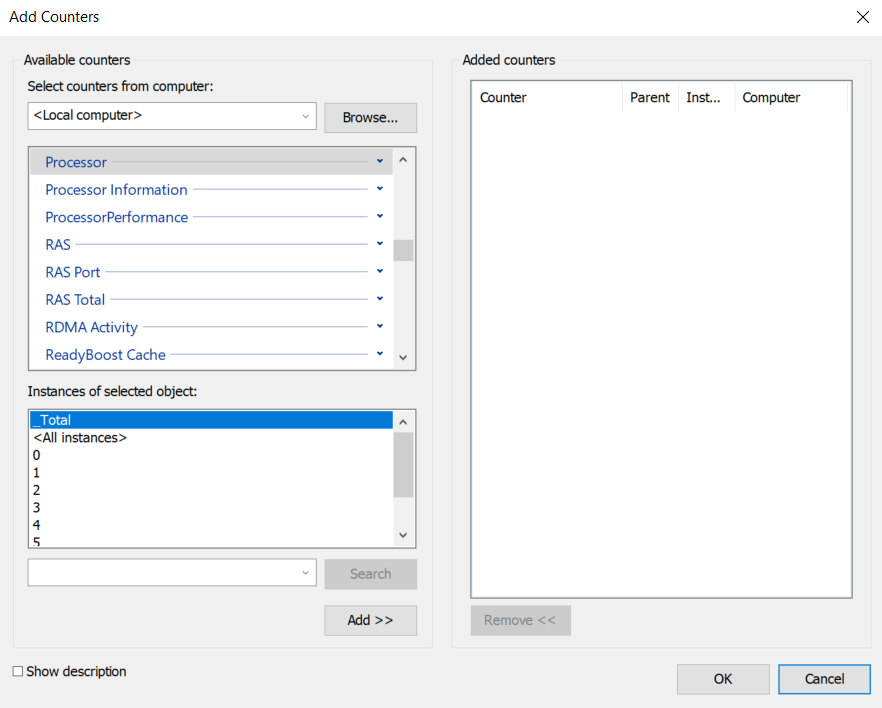 Add Counters
Available counters
Select counters from computer:
<Local computer>
Browse...
Processor
Processor Information
ProcessorPerformance
RAS
RAS Port
RAS Total
RDMA Activity
ReadyBoost Cache
Instances of selected object:
_Total
<All instances>
0
1
2
3
4
5
Search
Add >>
Show description
Added counters
Counter Parent Inst... Computer
Remove <<
OK
Cancel